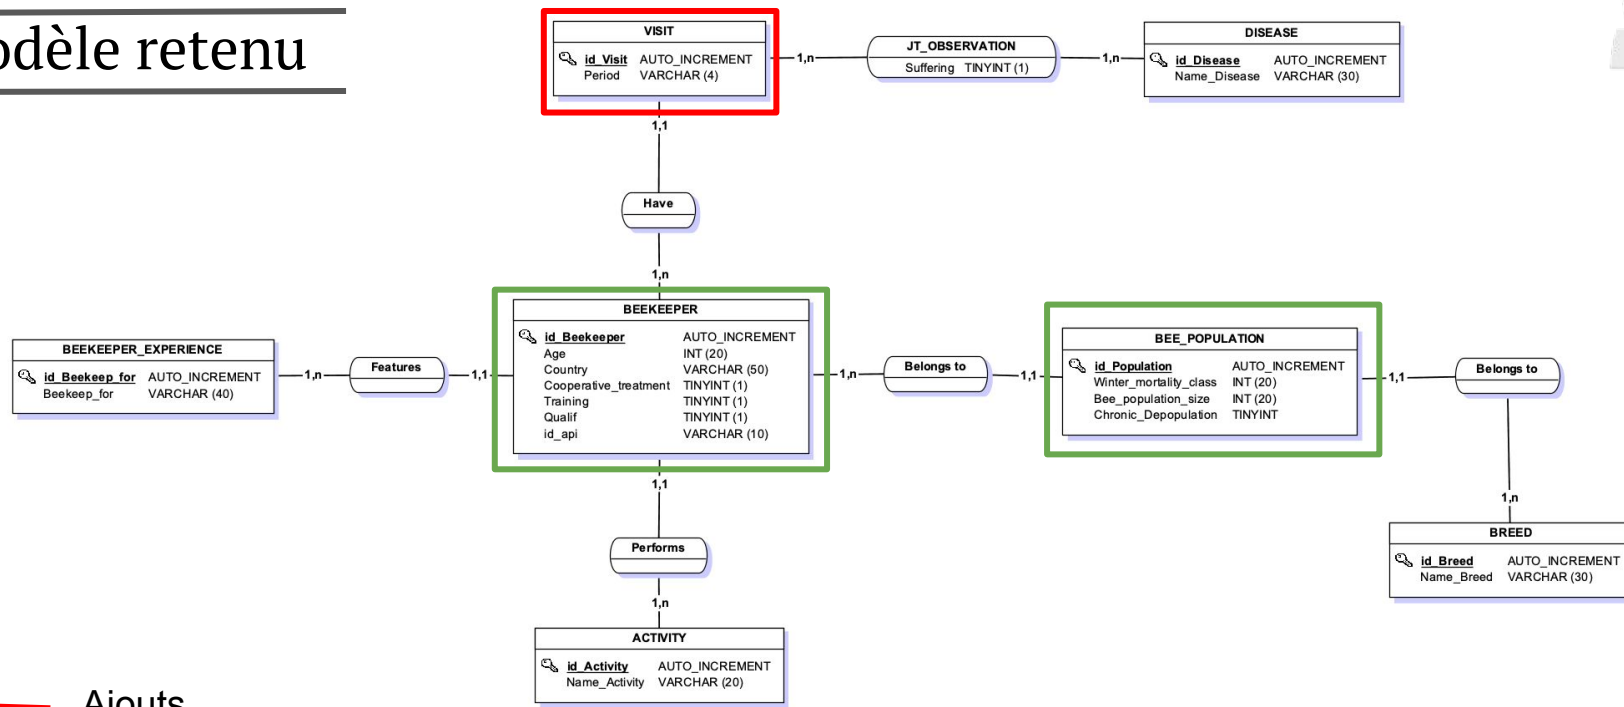 odèle retenu
VISIT
id_Visit AUTO_INCREMENT
Period VARCHAR (4)
1,n
JT_OBSERVATION
Suffering TINYINT (1)
1,n
DISEASE
id_Disease AUTO_INCREMENT
Name_Disease VARCHAR (30)
1,1
Have
1,n
BEEKEEPER_EXPERIENCE
id_Beekeep_for AUTO_INCREMENT
Beekeep_for VARCHAR (40)
1,n
Features
1,1
BEEKEEPER
id_Beekeeper AUTO_INCREMENT
Age INT (20)
Country VARCHAR (50)
Cooperative_treatment TINYINT (1)
Training TINYINT (1)
Qualif TINYINT (1)
id_api VARCHAR (10)
1,n
Belongs to
1,1
BEE_POPULATION
id_Population AUTO_INCREMENT
Winter_mortality_class INT (20)
Bee_population_size INT (20)
Chronic_Depopulation TINYINT
1,1
Belongs to
1,n
BREED
id_Breed AUTO_INCREMENT
Name_Breed VARCHAR (30)
1,1
Performs
1,n
ACTIVITY
id_Activity AUTO_INCREMENT
Name_Activity VARCHAR (20)
Ajouts